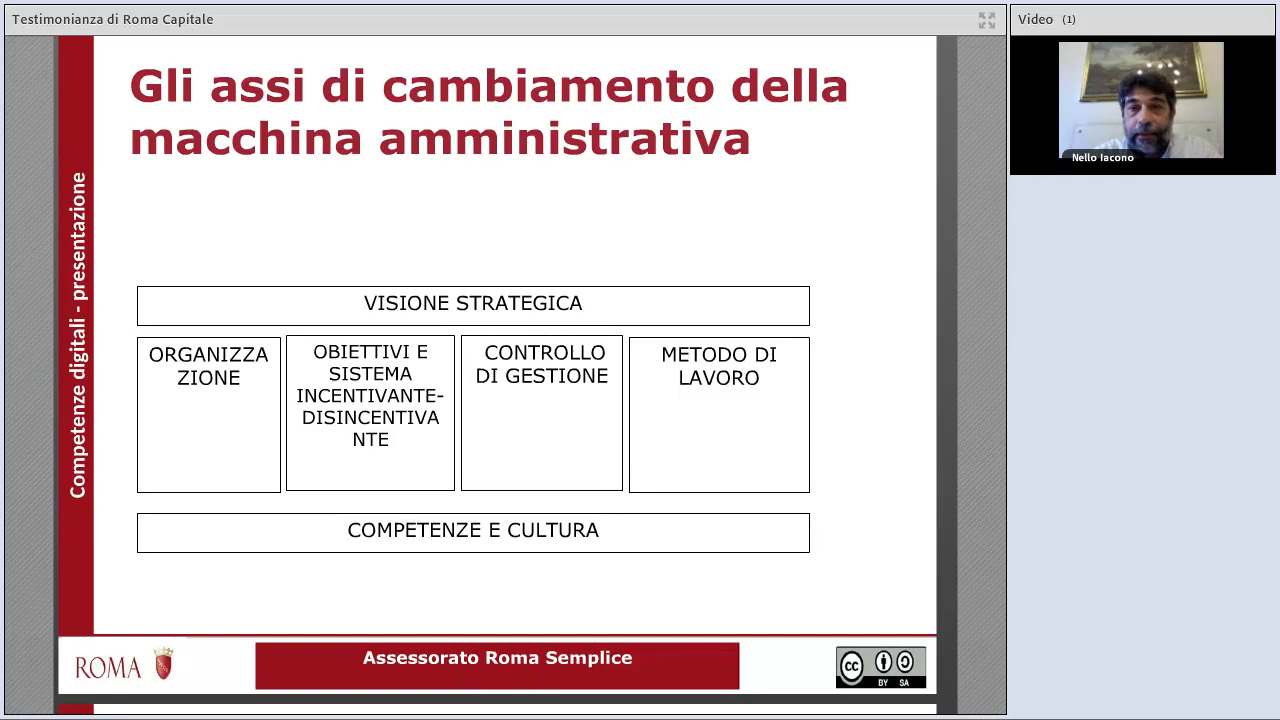 Testimonianza di Roma Capitale
Video (1)
Nello Iacono
Competenze digitali - presentazione
Gli assi di cambiamento della
macchina amministrativa
VISIONE STRATEGICA
ORGANIZZA
ZIONE
OBIETTIVI E
SISTEMA
INCENTIVANTE-
DISINCENTIVA
NTE
CONTROLLO
DI GESTIONE
METODO DI
LAVORO
COMPETENZE E CULTURA
ROMA
Assessorato Roma Semplice
cc
BY SA